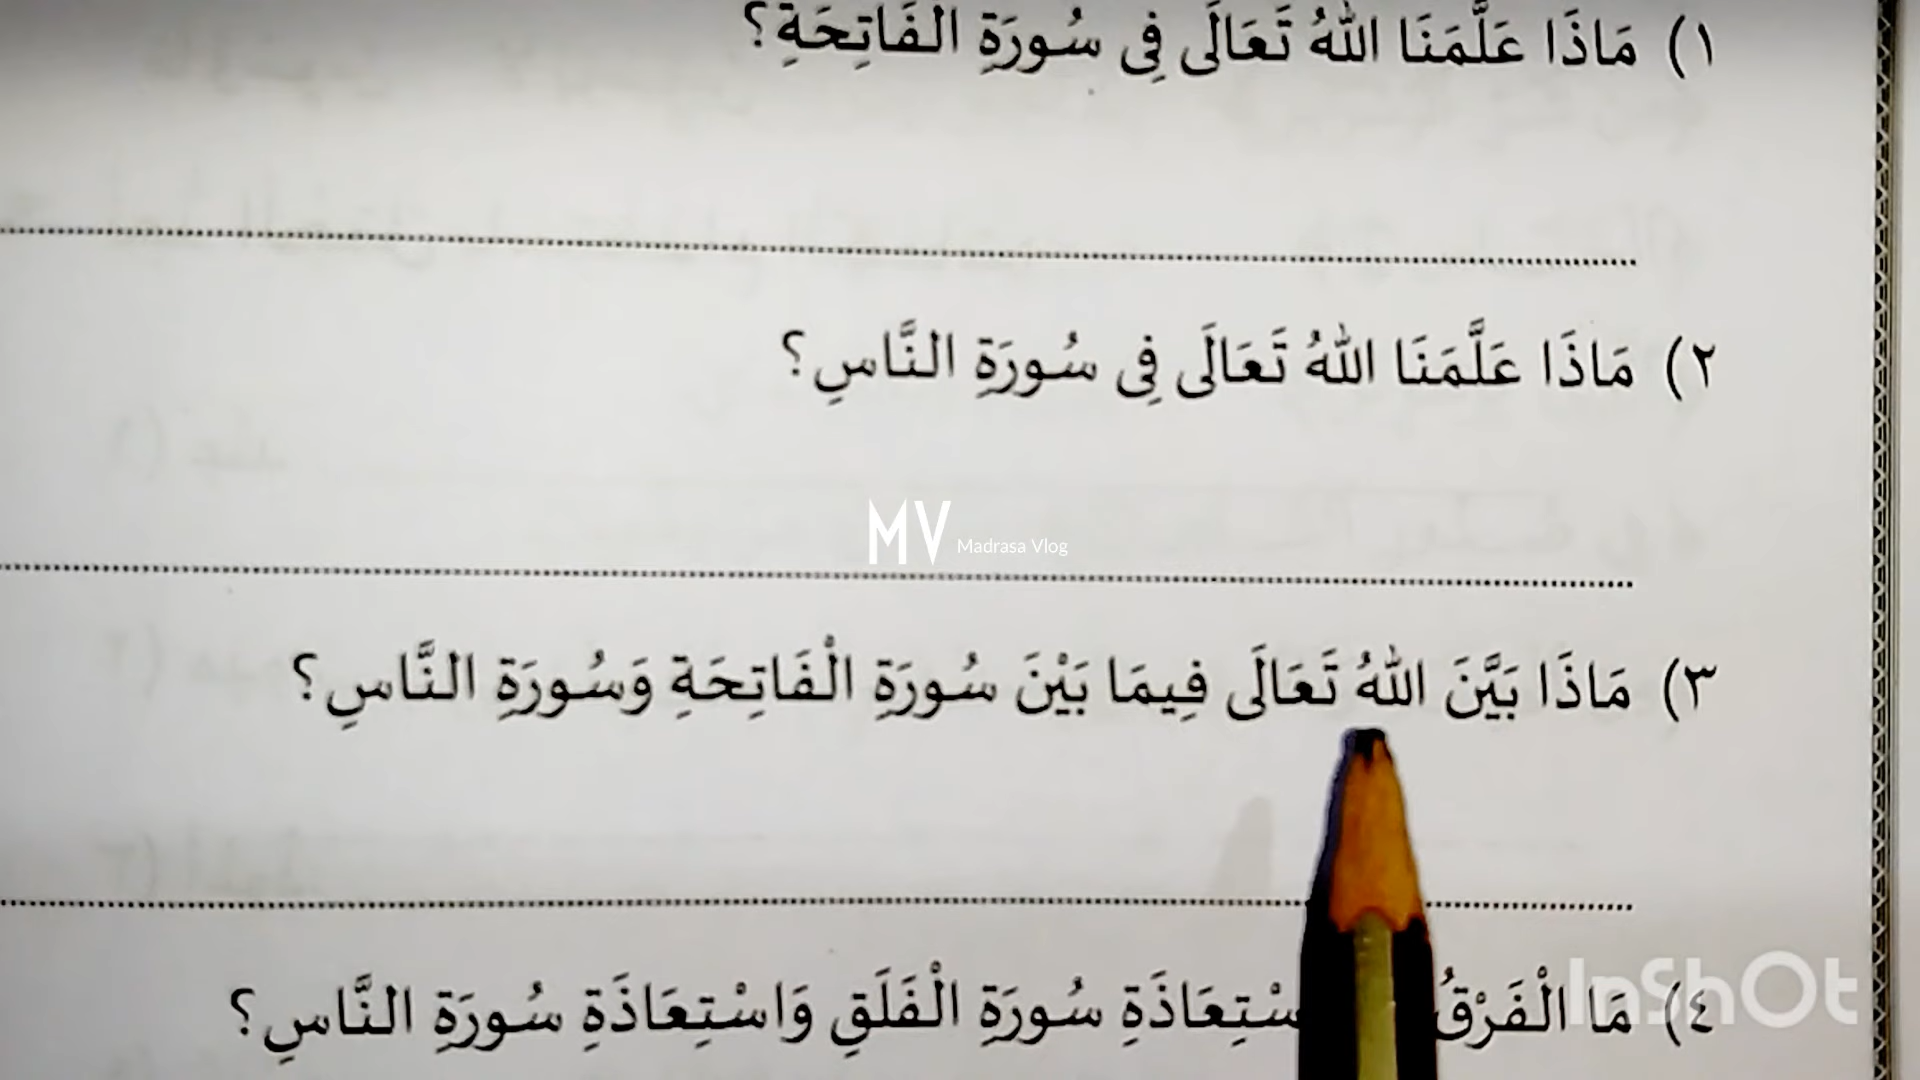 ١) مَاذَا عَلَّمَنَا اللهُ تَعَالَى فِى سُورَةِ الْفَاتِحَةِ؟
٢) مَاذَا عَلَّمَنَا اللهُ تَعَالَى فِى سُورَةِ النَّاسِ؟
MV Madrasa Vlog
٣) مَاذَا بَيَّنَ اللهُ تَعَالَى فِيمَا بَيْنَ سُورَةِ الْفَاتِحَةِ وَسُورَةِ النَّاسِ؟
٤) مَا الْفَرْقُ سْتِعَاذَةِ سُورَةِ الْفَلَقِ وَاسْتِعَاذَةِ سُورَةِ النَّاسِ؟
InShOt